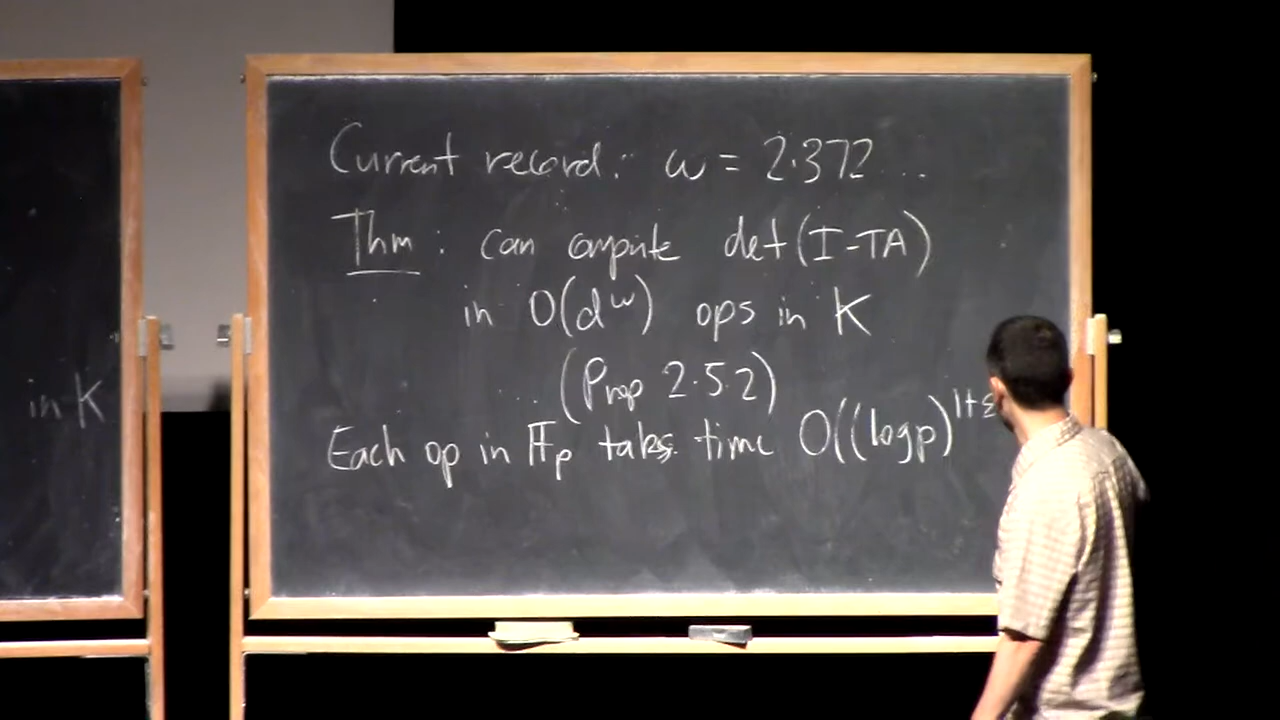 in K
Current record: ω = 2.372...
Thm: can compute det(I-TA)
in O(d^ω) ops in K
(Prop 2.5.2)
Each op in 𝔽_p takes time O((log p)^{1+ε}